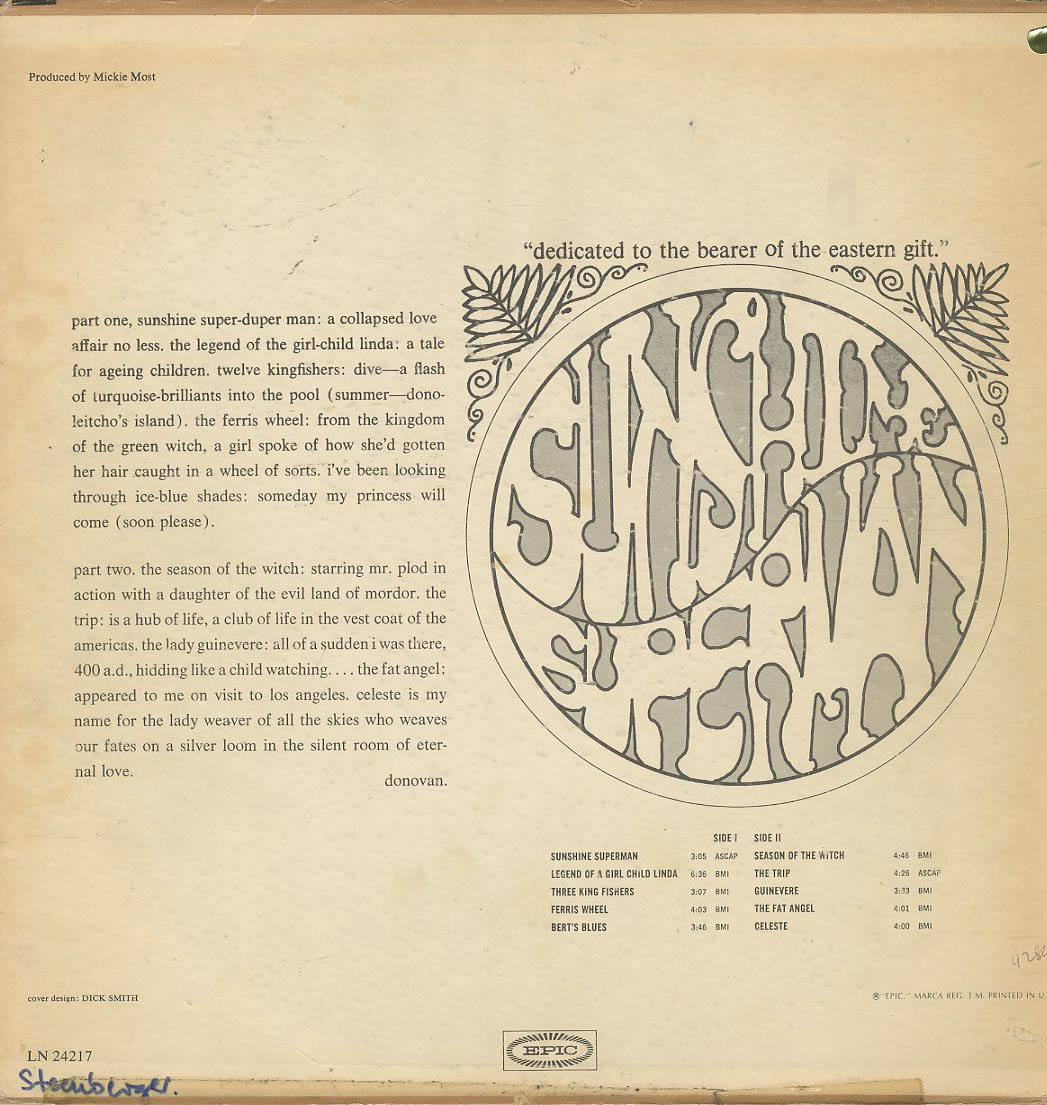 Produced by Mickie Most
“dedicated to the bearer of the eastern gift.”
part one, sunshine super-duper man: a collapsed love
affair no less. the legend of the girl-child linda: a tale
for ageing children. twelve kingfishers: dive—a flash
of turquoise-brilliants into the pool (summer—dono-
leitcho’s island). the ferris wheel: from the kingdom
of the green witch, a girl spoke of how she’d gotten
her hair caught in a wheel of sorts. i’ve been looking
through ice-blue shades: someday my princess will
come (soon please).
part two. the season of the witch: starring mr. plod in
action with a daughter of the evil land of mordor. the
trip: is a hub of life, a club of life in the vest coat of the
americas. the lady guinevere: all of a sudden i was there,
400 a.d., hidding like a child watching. . . . the fat angel:
appeared to me on visit to los angeles. celeste is my
name for the lady weaver of all the skies who weaves
our fates on a silver loom in the silent room of eter-
nal love.
donovan.
SIDE I SIDE II
SUNSHINE SUPERMAN 3:05 ASCAP SEASON OF THE WITCH 4:46 BMI
LEGEND OF A GIRL CHILD LINDA 6:36 BMI THE TRIP 4:26 ASCAP
THREE KING FISHERS 3:07 BMI GUINEVERE 3:33 BMI
FERRIS WHEEL 4:03 BMI THE FAT ANGEL 4:01 BMI
BERT’S BLUES 3:46 BMI CELESTE 4:00 BMI
cover design: DICK SMITH
® “EPIC,” MARCA REG. T.M. PRINTED IN U.
EPIC
LN 24217